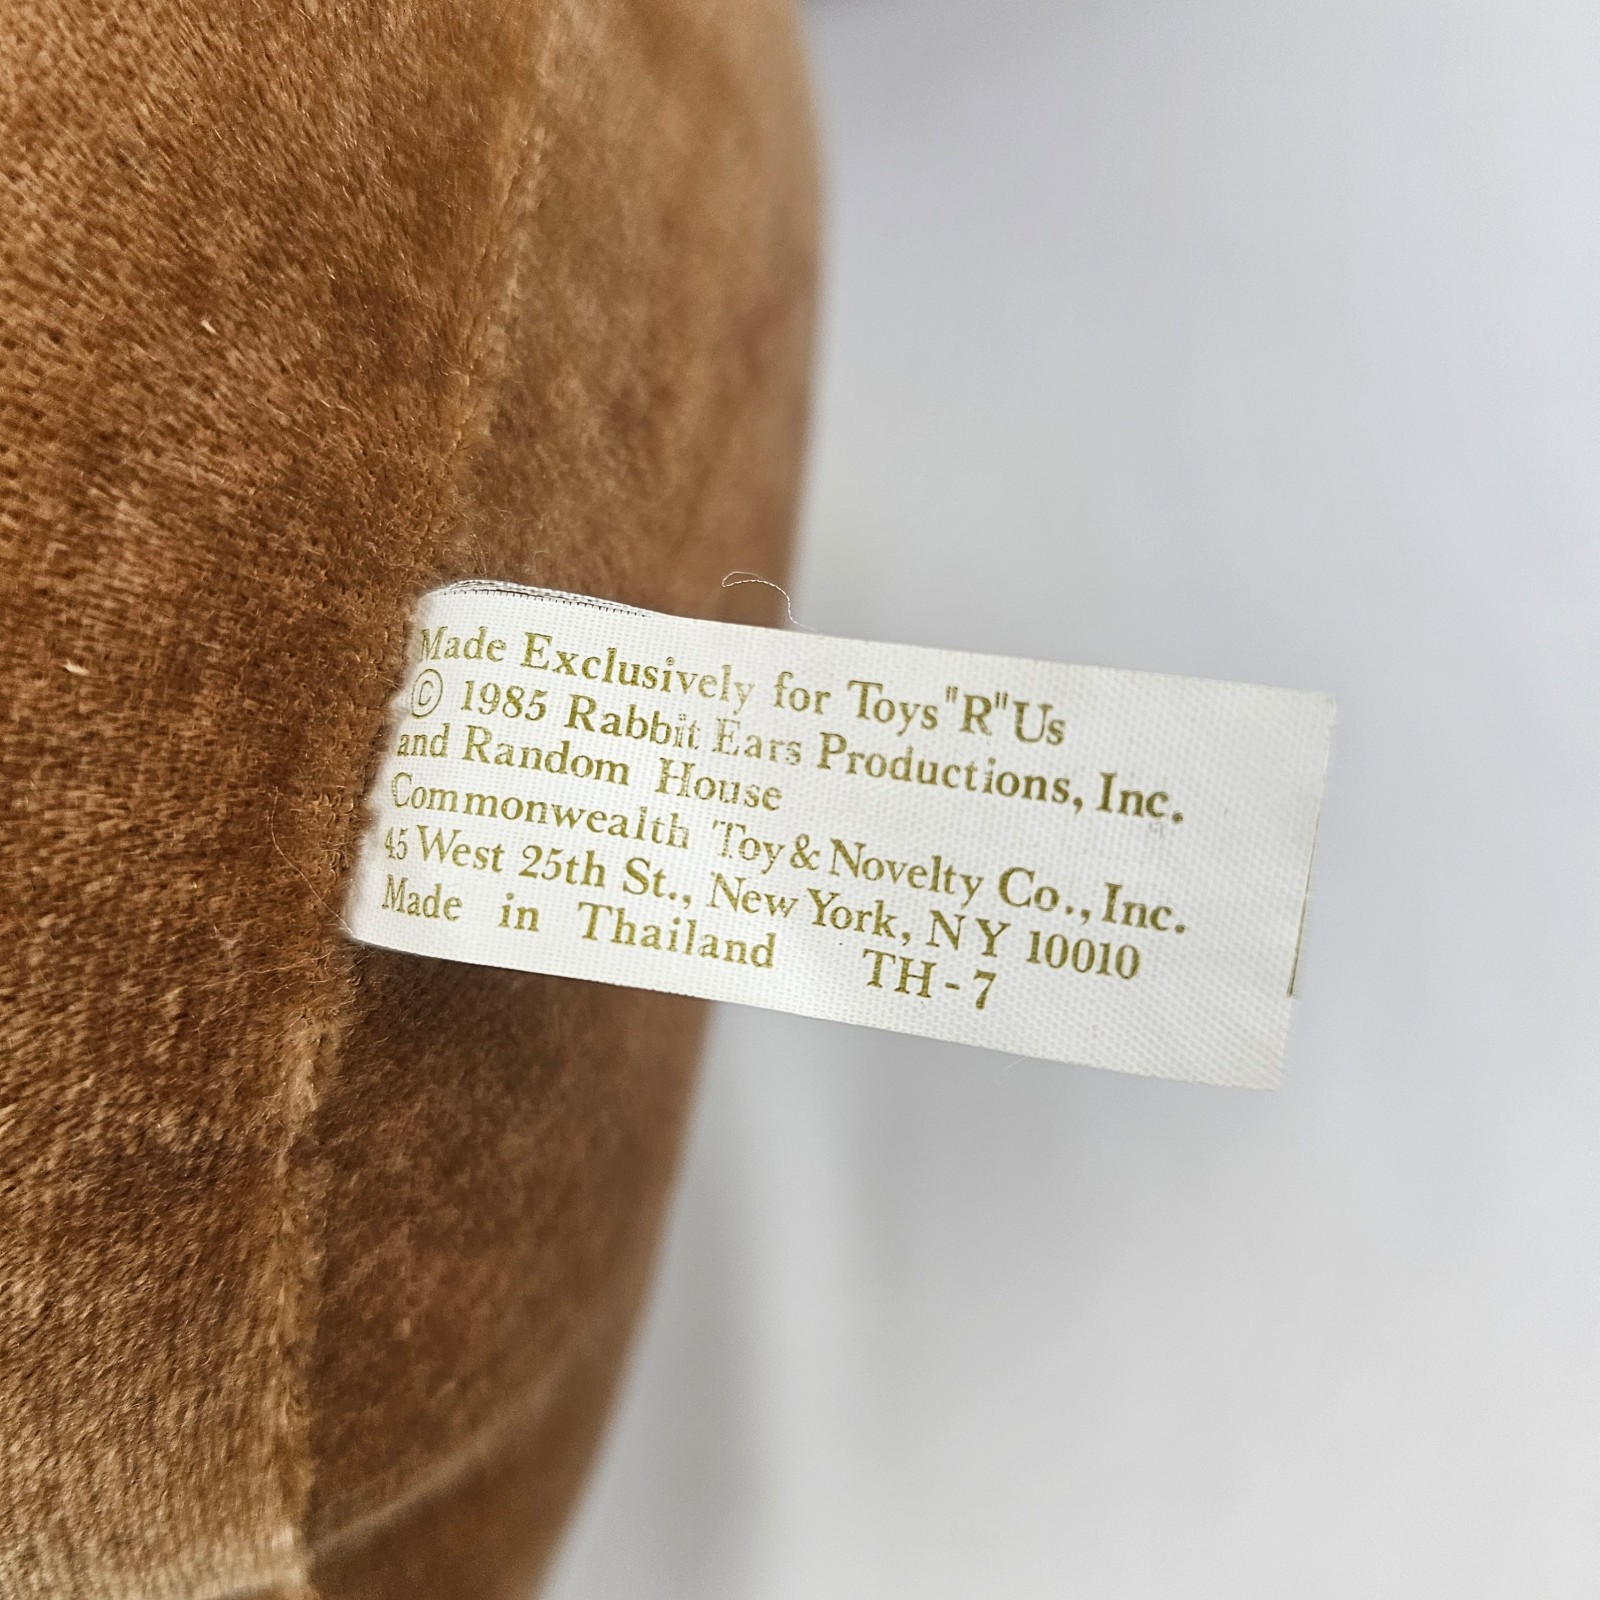 Made Exclusively for Toys"R"Us
© 1985 Rabbit Ears Productions, Inc.
and Random House
Commonwealth Toy & Novelty Co., Inc.
45 West 25th St., New York, NY 10010
Made in Thailand TH-7